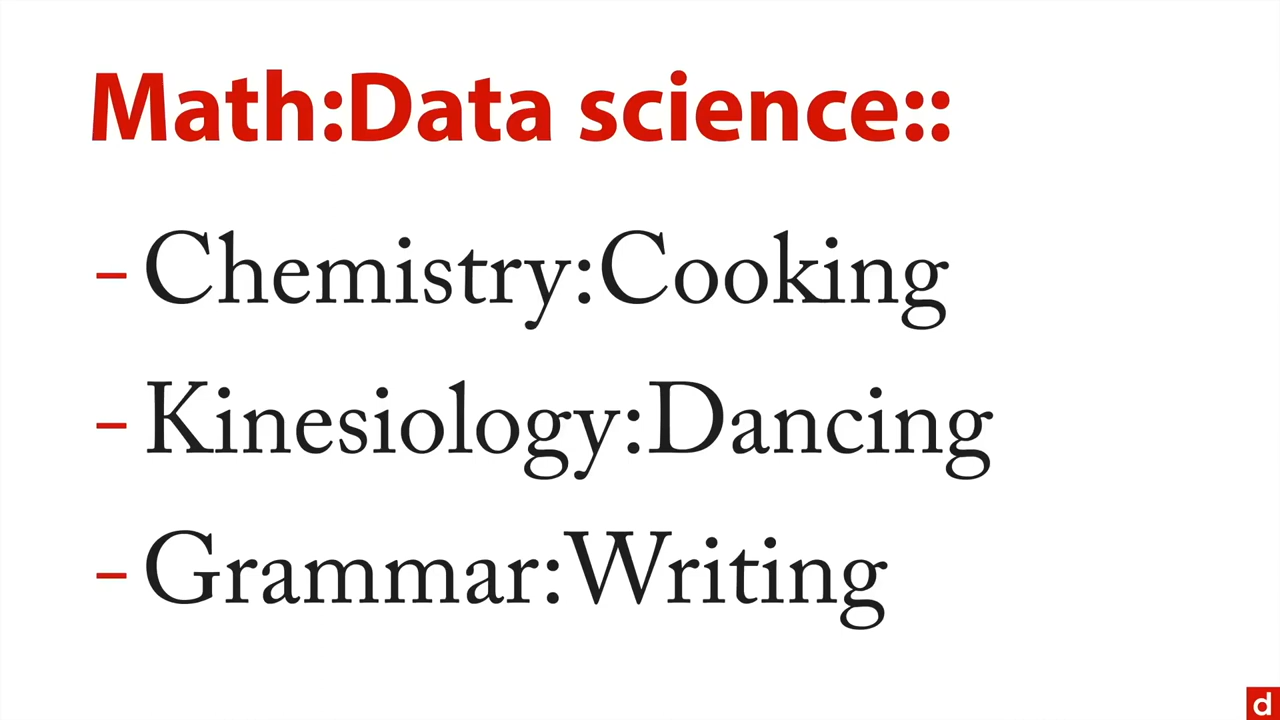 Math:Data science::
– Chemistry:Cooking
– Kinesiology:Dancing
– Grammar:Writing
d